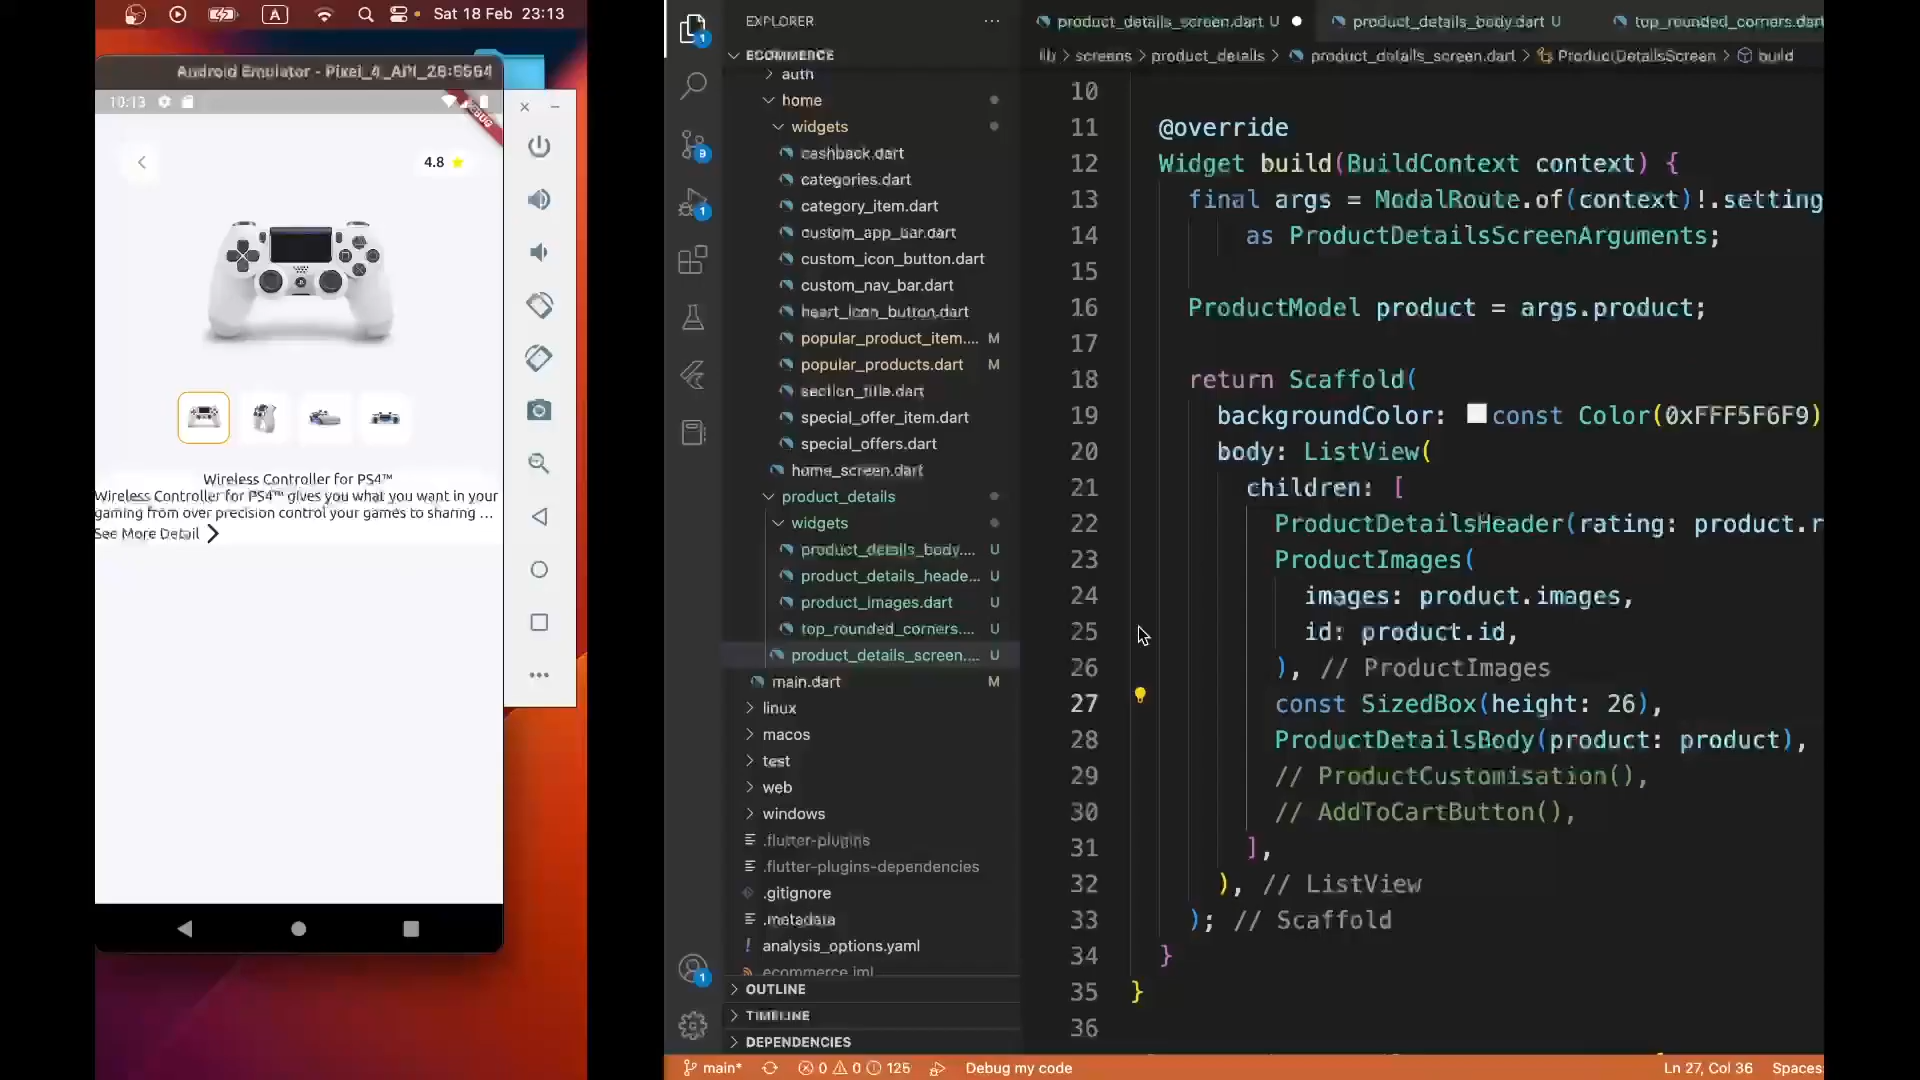 Sat 18 Feb 23:13
A
Android Emulator - Pixel_4_API_28:5554
10:13
DEBUG
4.8
Wireless Controller for PS4™
Wireless Controller for PS4™ gives you what you want in your
gaming from over precision control your games to sharing ...
See More Detail
EXPLORER
ECOMMERCE
auth
home
widgets
cashback.dart
categories.dart
category_item.dart
custom_app_bar.dart
custom_icon_button.dart
custom_nav_bar.dart
heart_icon_button.dart
popular_product_item.... M
popular_products.dart M
section_title.dart
special_offer_item.dart
special_offers.dart
home_screen.dart
product_details
widgets
product_details_body.... U
product_details_heade... U
product_images.dart U
top_rounded_corners.... U
product_details_screen.... U
main.dart M
linux
macos
test
web
windows
.flutter-plugins
.flutter-plugins-dependencies
.gitignore
.metadata
analysis_options.yaml
ecommerce.iml
OUTLINE
TIMELINE
DEPENDENCIES
product_details_screen.dart U
product_details_body.dart U
top_rounded_corners.dart
lib > screens > product_details > product_details_screen.dart > ProductDetailsScreen > build
10
11 @override
12 Widget build(BuildContext context) {
13 final args = ModalRoute.of(context)!.setting
14 as ProductDetailsScreenArguments;
15
16 ProductModel product = args.product;
17
18 return Scaffold(
19 backgroundColor: const Color(0xFFF5F6F9)
20 body: ListView(
21 children: [
22 ProductDetailsHeader(rating: product.r
23 ProductImages(
24 images: product.images,
25 id: product.id,
26 ), // ProductImages
27 const SizedBox(height: 26),
28 ProductDetailsBody(product: product),
29 // ProductCustomisation(),
30 // AddToCartButton(),
31 ],
32 ), // ListView
33 ); // Scaffold
34 }
35 }
36
main* 0 0 125 Debug my code
Ln 27, Col 36 Spaces: